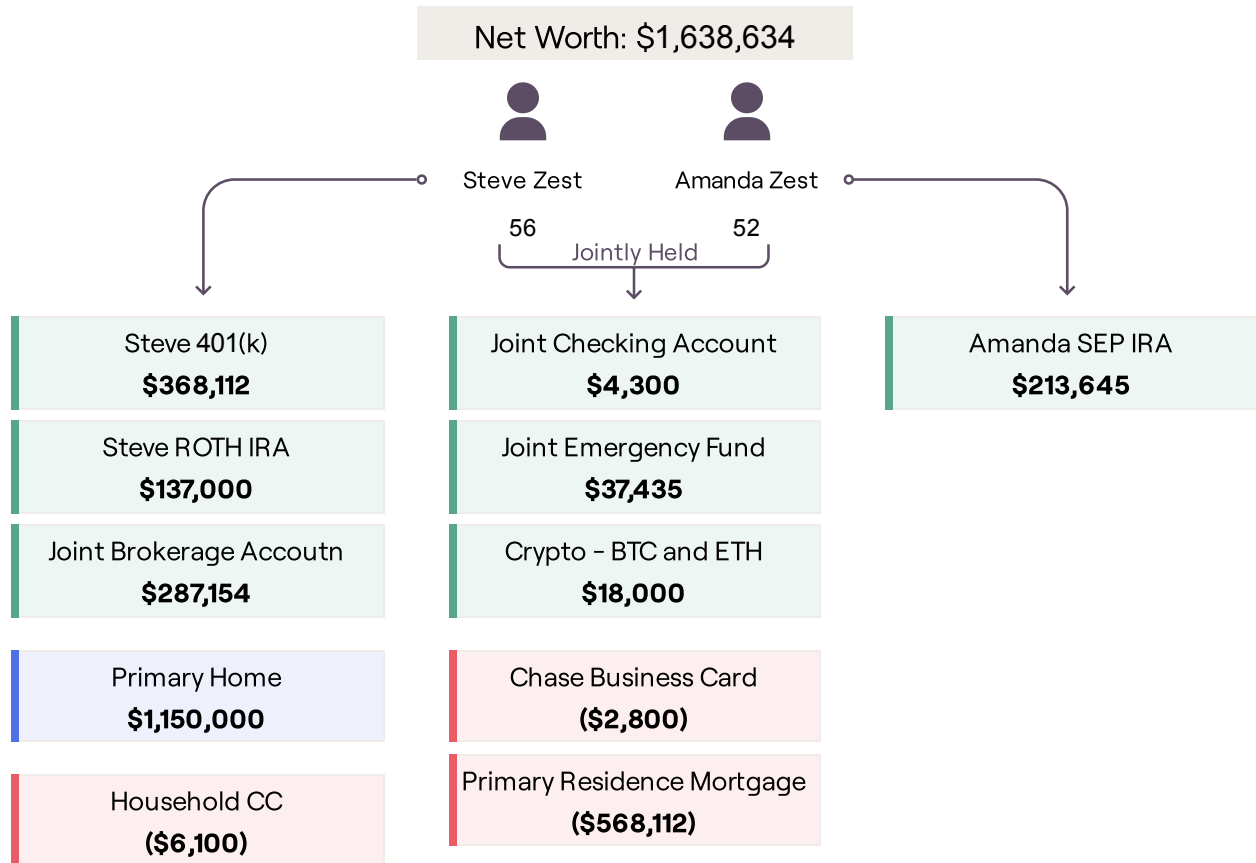 Net Worth: $1,638,634
Steve Zest
Amanda Zest
56
52
Jointly Held
Steve 401(k)
$368,112
Steve ROTH IRA
$137,000
Joint Brokerage Accoutn
$287,154
Primary Home
$1,150,000
Household CC
($6,100)
Joint Checking Account
$4,300
Joint Emergency Fund
$37,435
Crypto - BTC and ETH
$18,000
Chase Business Card
($2,800)
Primary Residence Mortgage
($568,112)
Amanda SEP IRA
$213,645